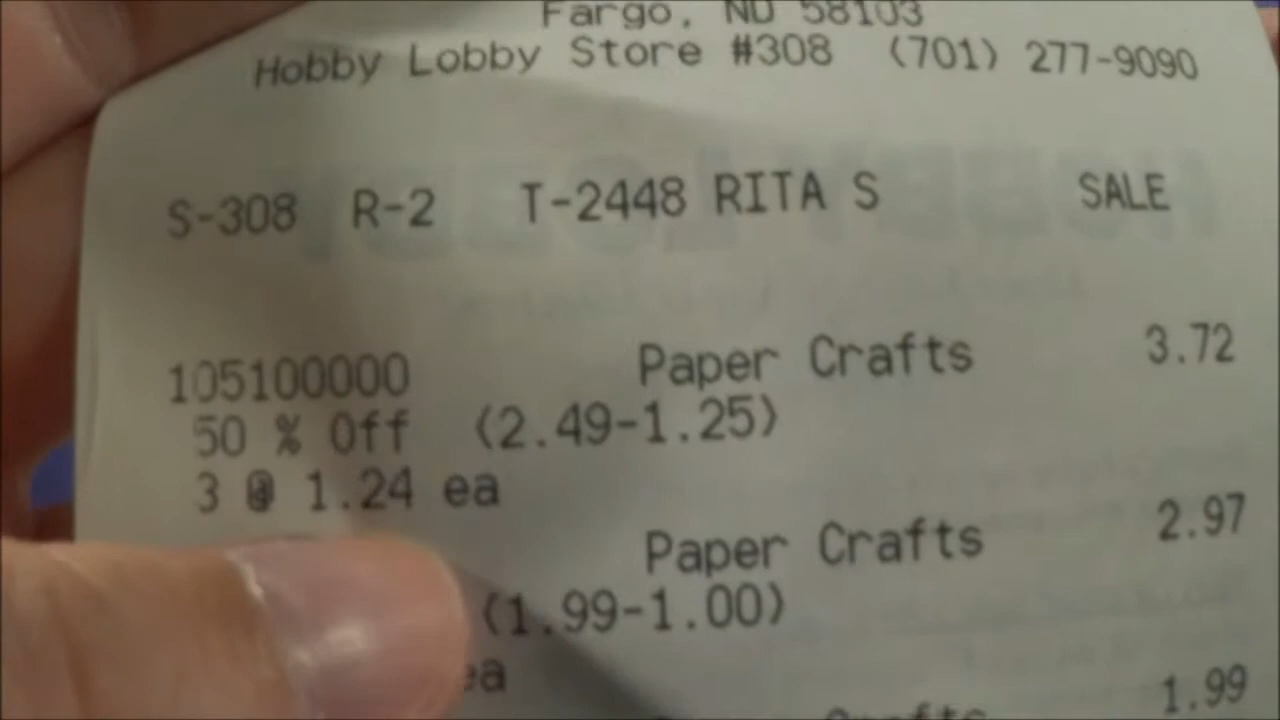 Fargo, ND 58103
Hobby Lobby Store #308 (701) 277-9090
S-308 R-2 T-2448 RITA S SALE
105100000 Paper Crafts 3.72
50 % Off (2.49-1.25)
3 @ 1.24 ea
Paper Crafts 2.97
(1.99-1.00)
ea
Crafts 1.99